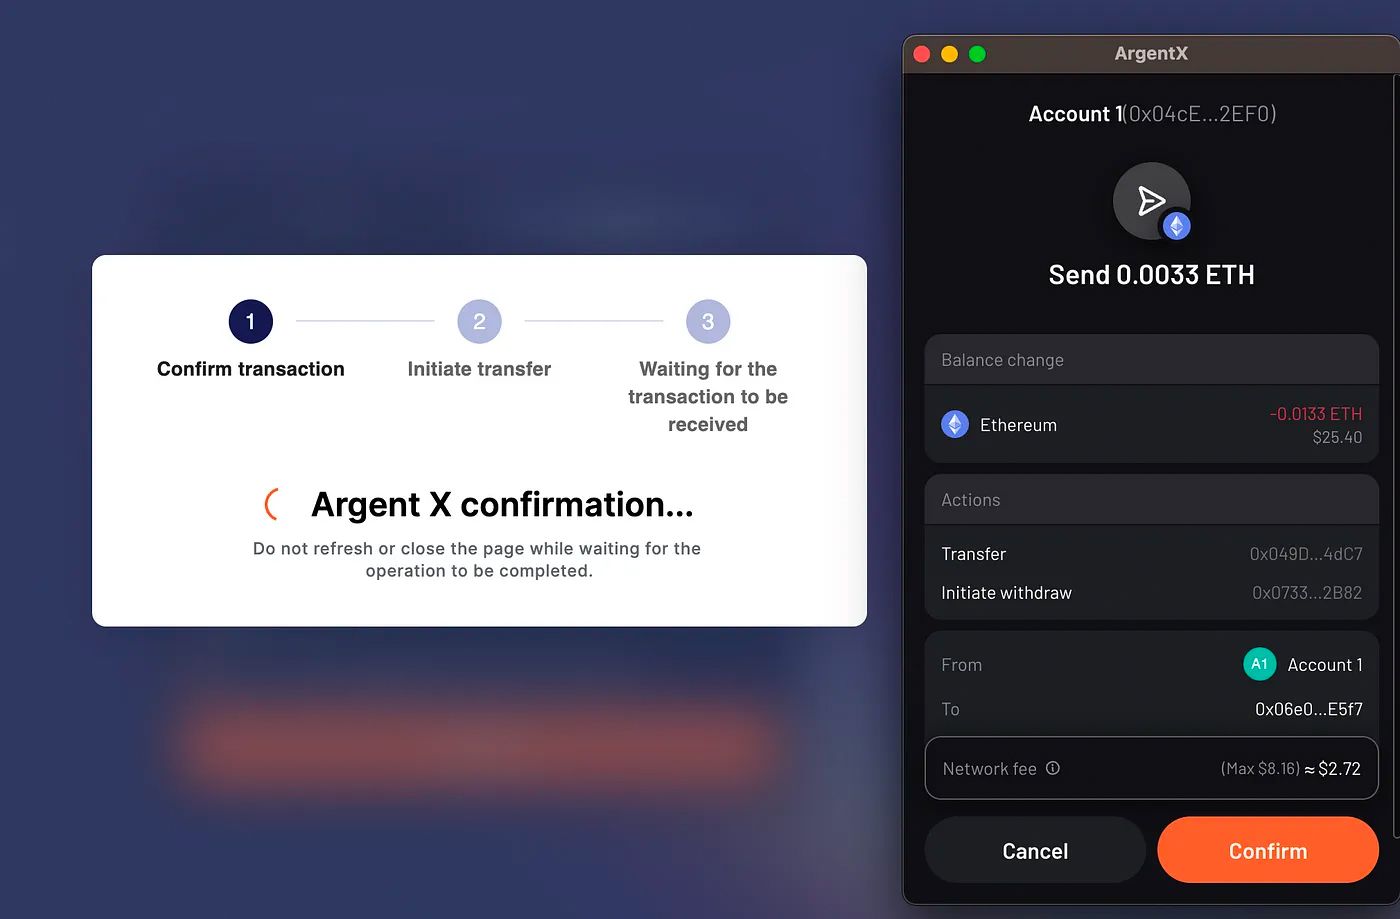 1
2
3
Confirm transaction
Initiate transfer
Waiting for the
transaction to be
received
Argent X confirmation...
Do not refresh or close the page while waiting for the
operation to be completed.
ArgentX
Account 1(0x04cE...2EF0)
Send 0.0033 ETH
Balance change
Ethereum
-0.0133 ETH
$25.40
Actions
Transfer 0x049D...4dC7
Initiate withdraw 0x0733...2B82
From A1 Account 1
To 0x06e0...E5f7
Network fee (Max $8.16) ≈ $2.72
Cancel Confirm